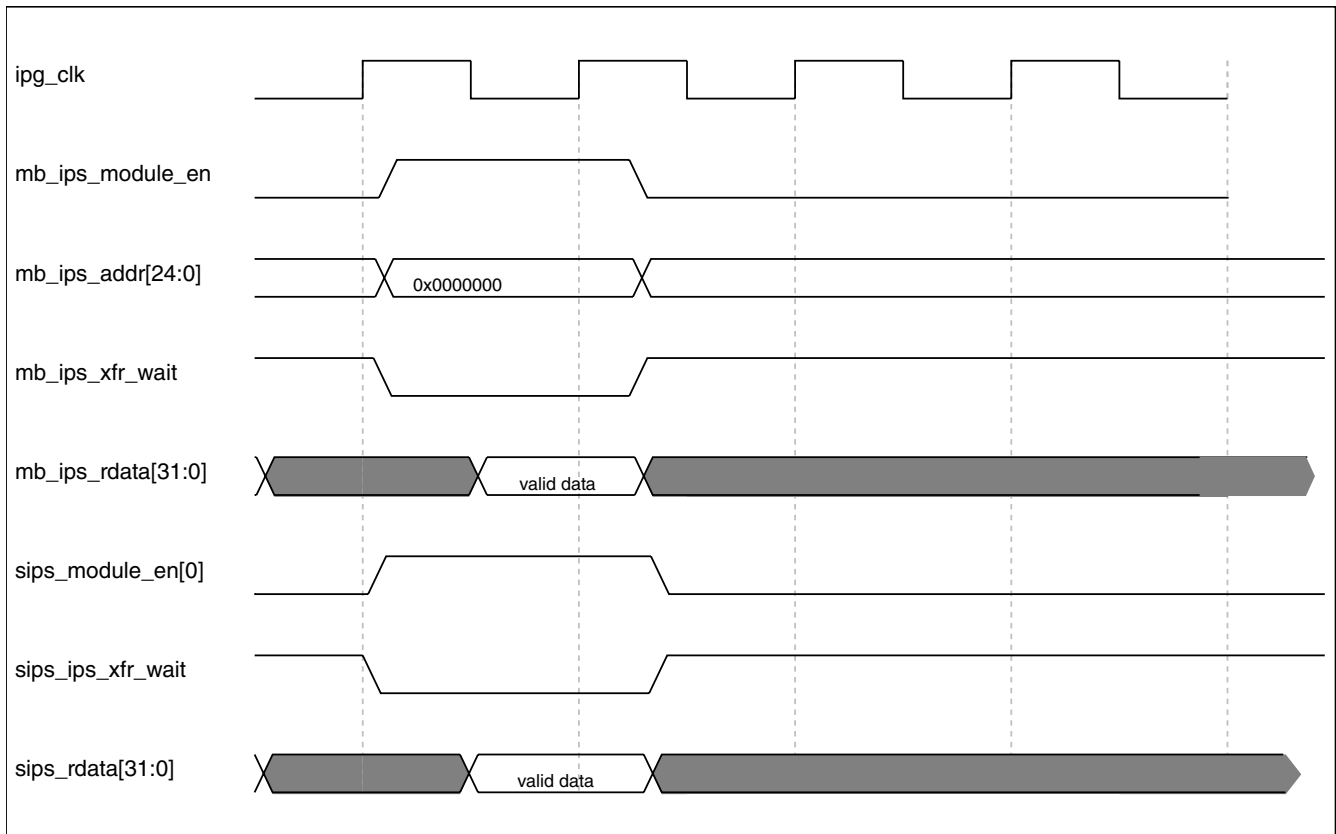 ipg_clk
mb_ips_module_en
mb_ips_addr[24:0]
0x0000000
mb_ips_xfr_wait
mb_ips_rdata[31:0]
valid data
sips_module_en[0]
sips_ips_xfr_wait
sips_rdata[31:0]
valid data